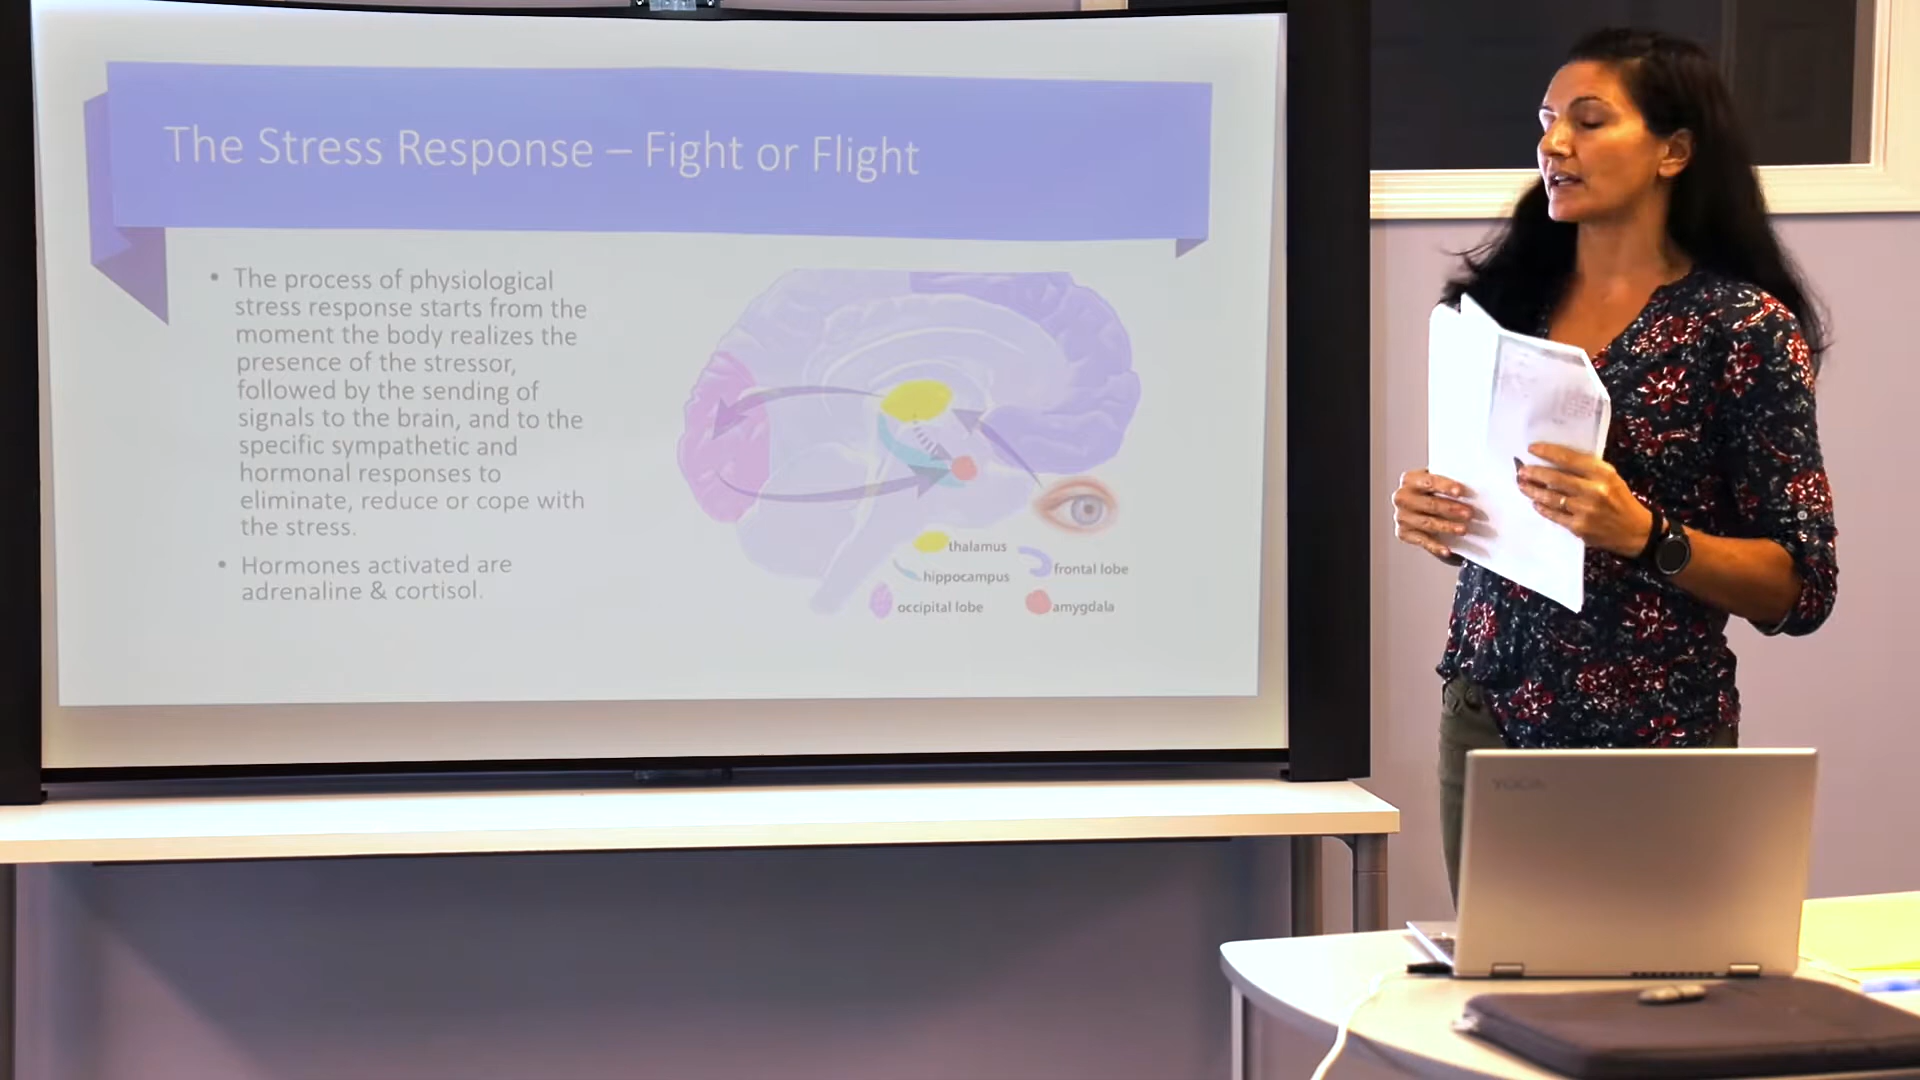 The Stress Response – Fight or Flight
• The process of physiological
stress response starts from the
moment the body realizes the
presence of the stressor,
followed by the sending of
signals to the brain, and to the
specific sympathetic and
hormonal responses to
eliminate, reduce or cope with
the stress.
• Hormones activated are
adrenaline & cortisol.
thalamus
frontal lobe
hippocampus
occipital lobe
amygdala
YOGA